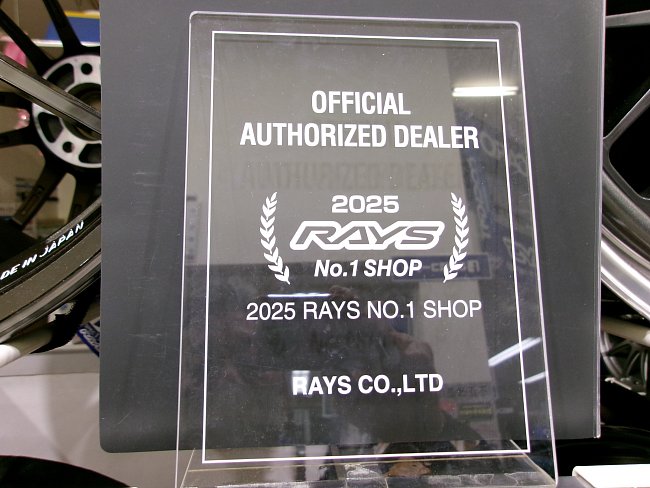 OFFICIAL
AUTHORIZED DEALER
2025
RAYS
No.1 SHOP
2025 RAYS NO.1 SHOP
RAYS CO.,LTD
DE IN JAPAN